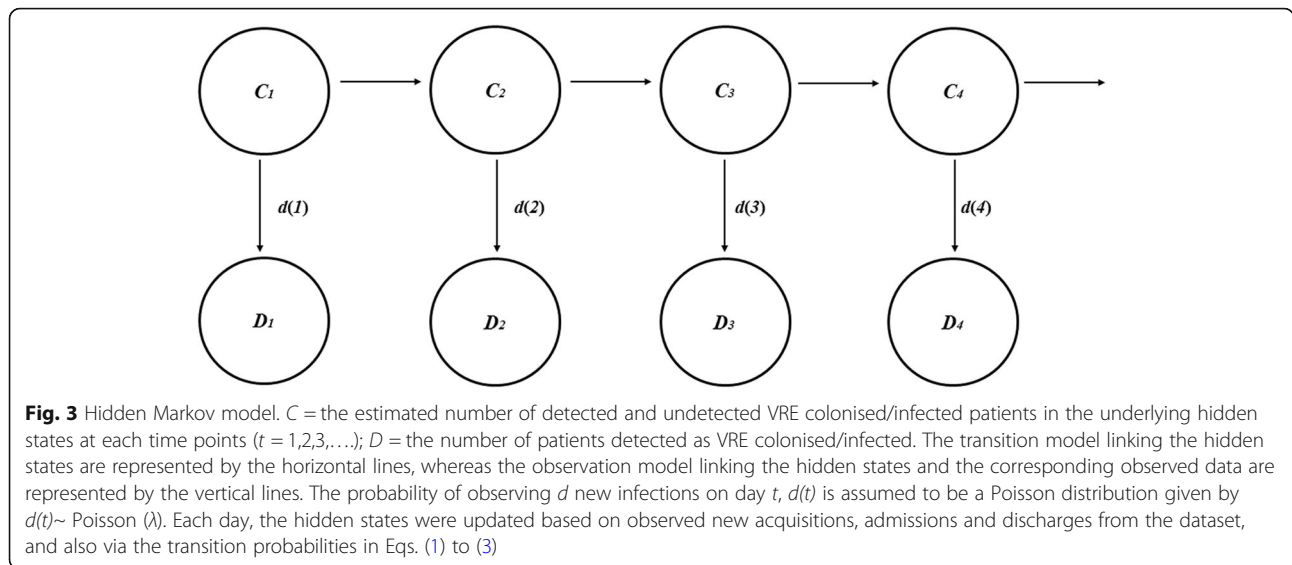 C1 C2 C3 C4
d(1) d(2) d(3) d(4)
D1 D2 D3 D4
Fig. 3 Hidden Markov model. C = the estimated number of detected and undetected VRE colonised/infected patients in the underlying hidden
states at each time points (t = 1,2,3,….); D = the number of patients detected as VRE colonised/infected. The transition model linking the hidden
states are represented by the horizontal lines, whereas the observation model linking the hidden states and the corresponding observed data are
represented by the vertical lines. The probability of observing d new infections on day t, d(t) is assumed to be a Poisson distribution given by
d(t)~ Poisson (λ). Each day, the hidden states were updated based on observed new acquisitions, admissions and discharges from the dataset,
and also via the transition probabilities in Eqs. (1) to (3)